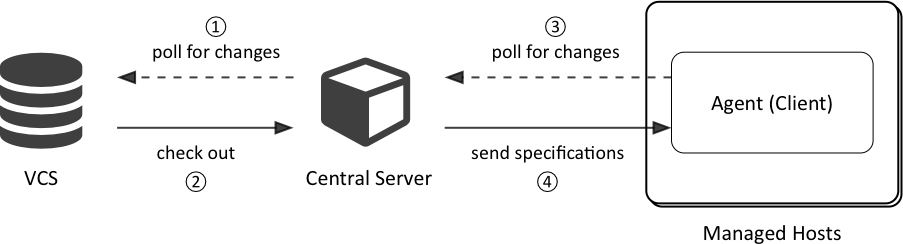 ①
poll for changes
③
poll for changes
Agent (Client)
check out
②
send specifications
④
VCS
Central Server
Managed Hosts